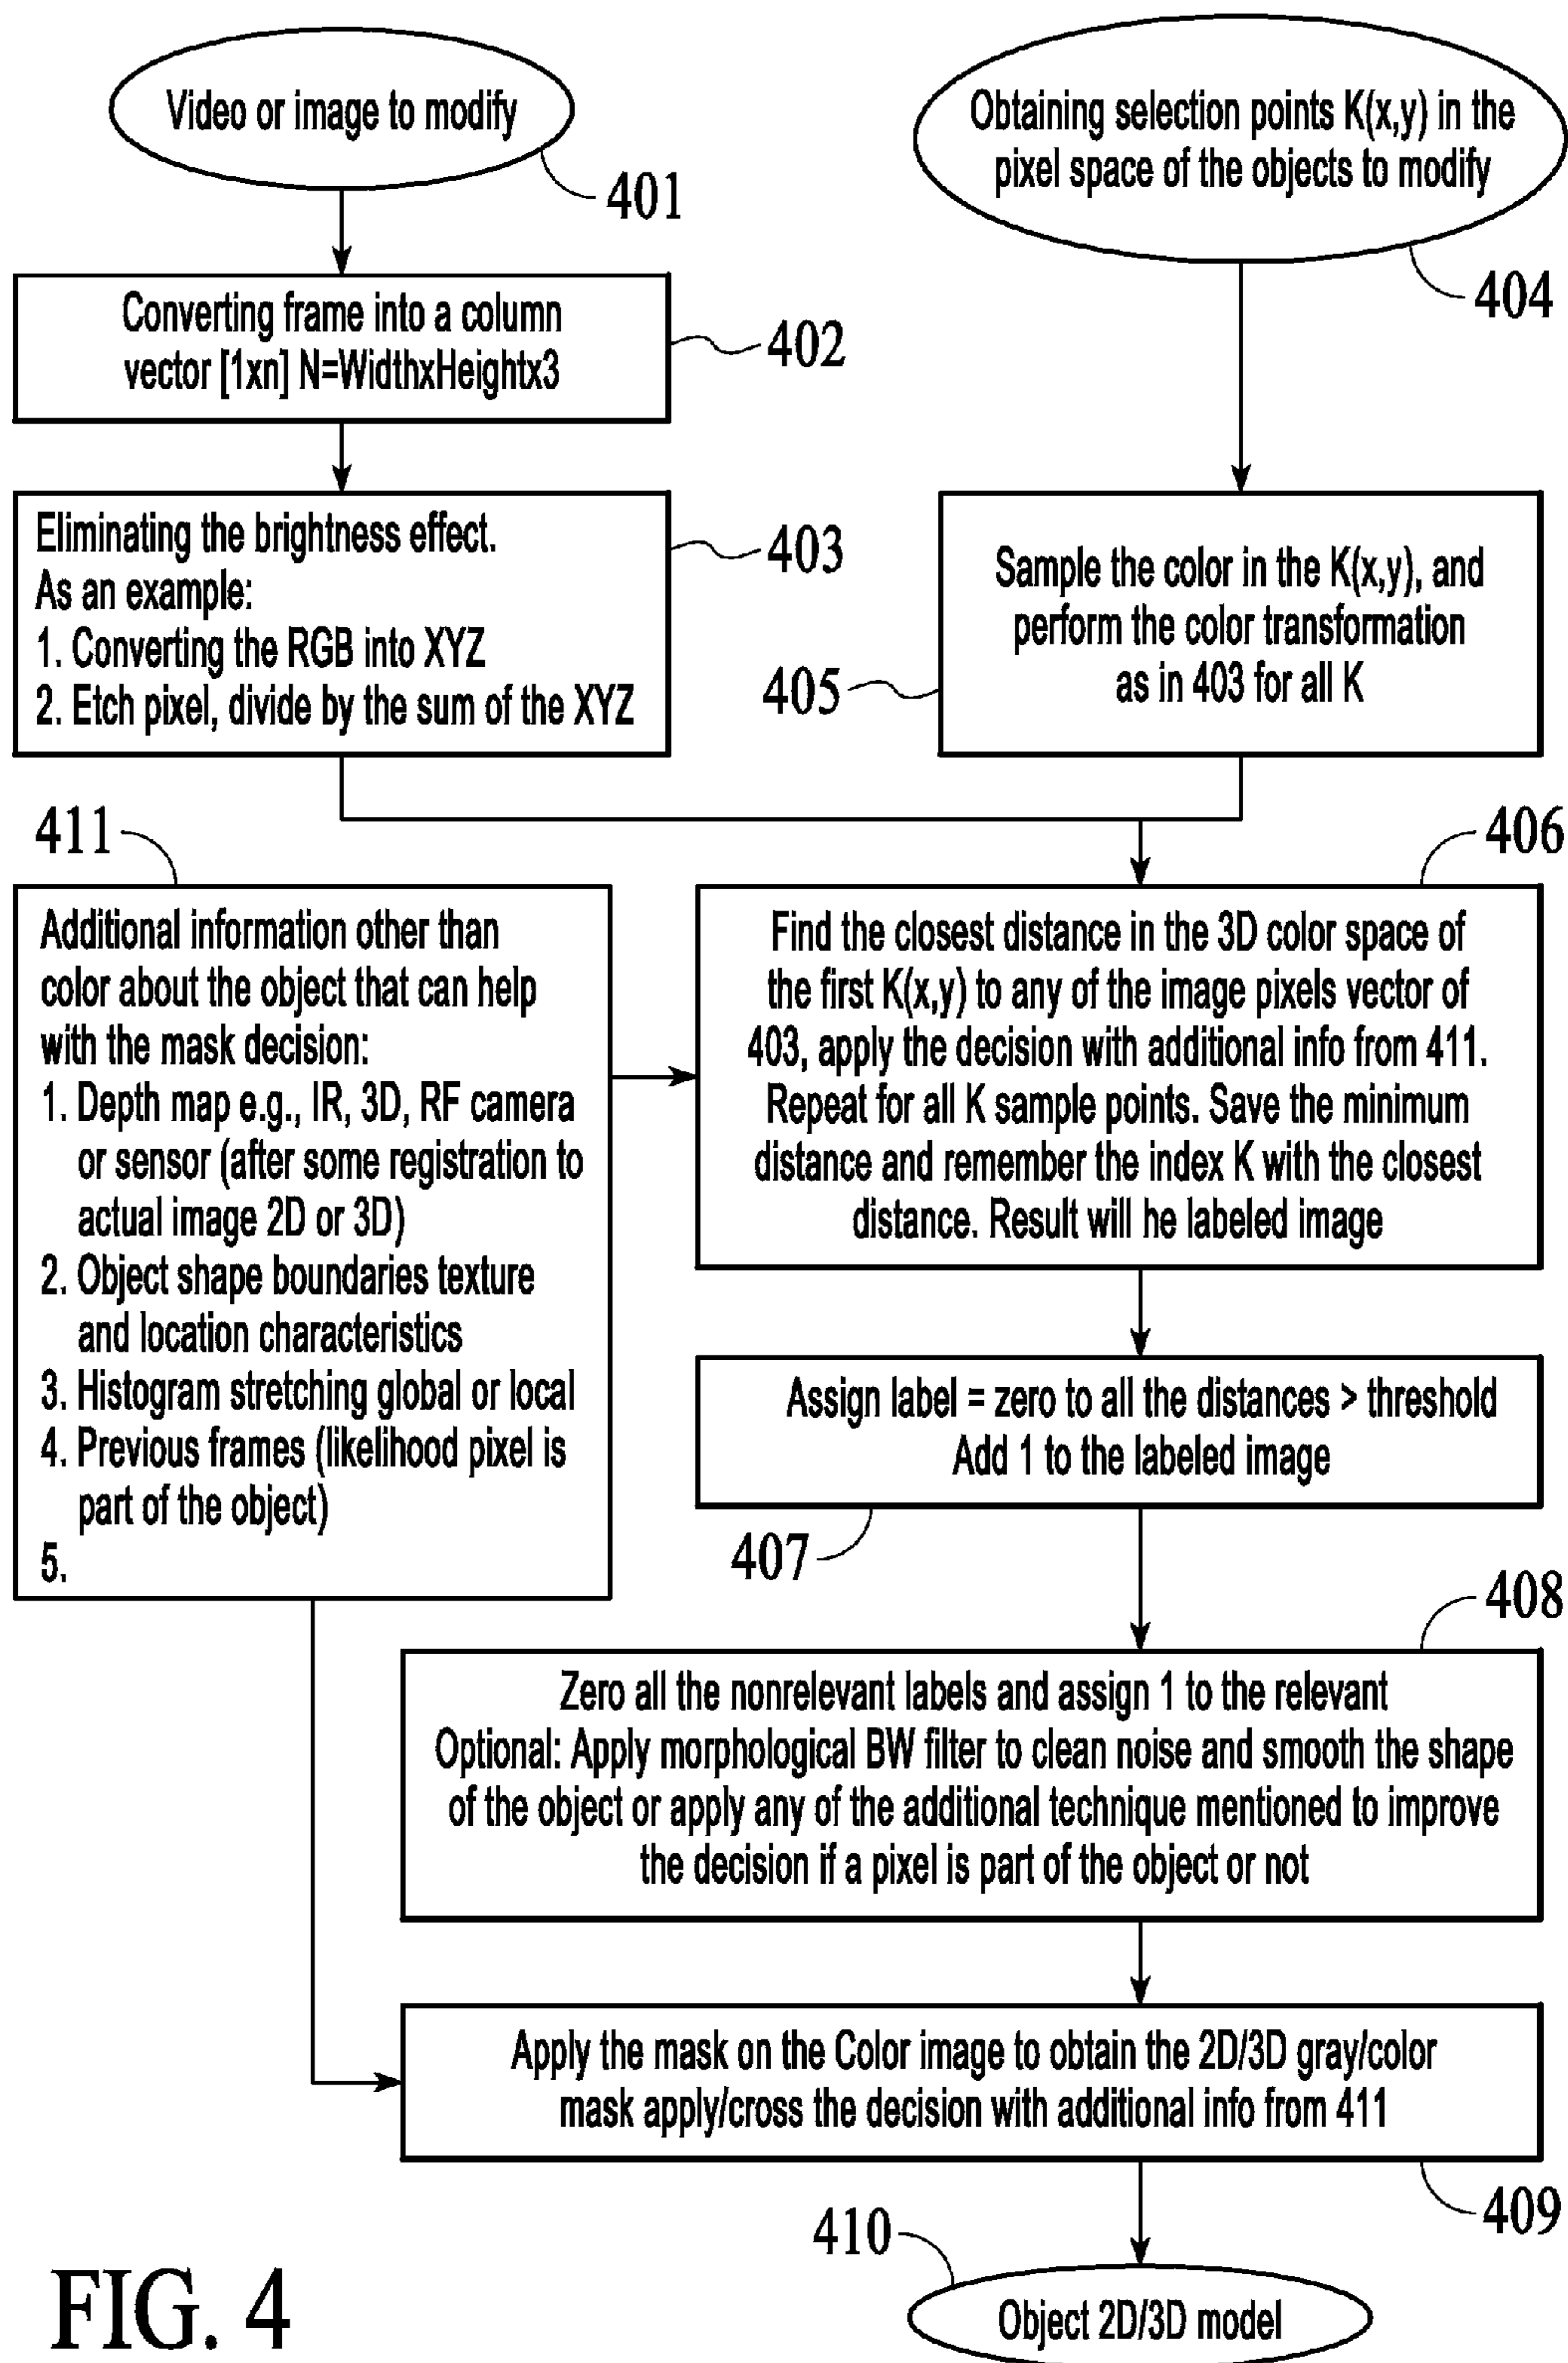 Video or image to modify
401
Converting frame into a column
vector [1xn] N=WidthxHeightx3
402
Eliminating the brightness effect.
As an example:
1. Converting the RGB into XYZ
2. Etch pixel, divide by the sum of the XYZ
403
Obtaining selection points K(x,y) in the
pixel space of the objects to modify
404
Sample the color in the K(x,y), and
perform the color transformation
as in 403 for all K
405
411
Additional information other than
color about the object that can help
with the mask decision:
1. Depth map e.g., IR, 3D, RF camera
or sensor (after some registration to
actual image 2D or 3D)
2. Object shape boundaries texture
and location characteristics
3. Histogram stretching global or local
4. Previous frames (likelihood pixel is
part of the object)
5.
406
Find the closest distance in the 3D color space of
the first K(x,y) to any of the image pixels vector of
403, apply the decision with additional info from 411.
Repeat for all K sample points. Save the minimum
distance and remember the index K with the closest
distance. Result will he labeled image
Assign label = zero to all the distances > threshold
Add 1 to the labeled image
407
408
Zero all the nonrelevant labels and assign 1 to the relevant
Optional: Apply morphological BW filter to clean noise and smooth the shape
of the object or apply any of the additional technique mentioned to improve
the decision if a pixel is part of the object or not
Apply the mask on the Color image to obtain the 2D/3D gray/color
mask apply/cross the decision with additional info from 411
409
410
Object 2D/3D model
FIG. 4